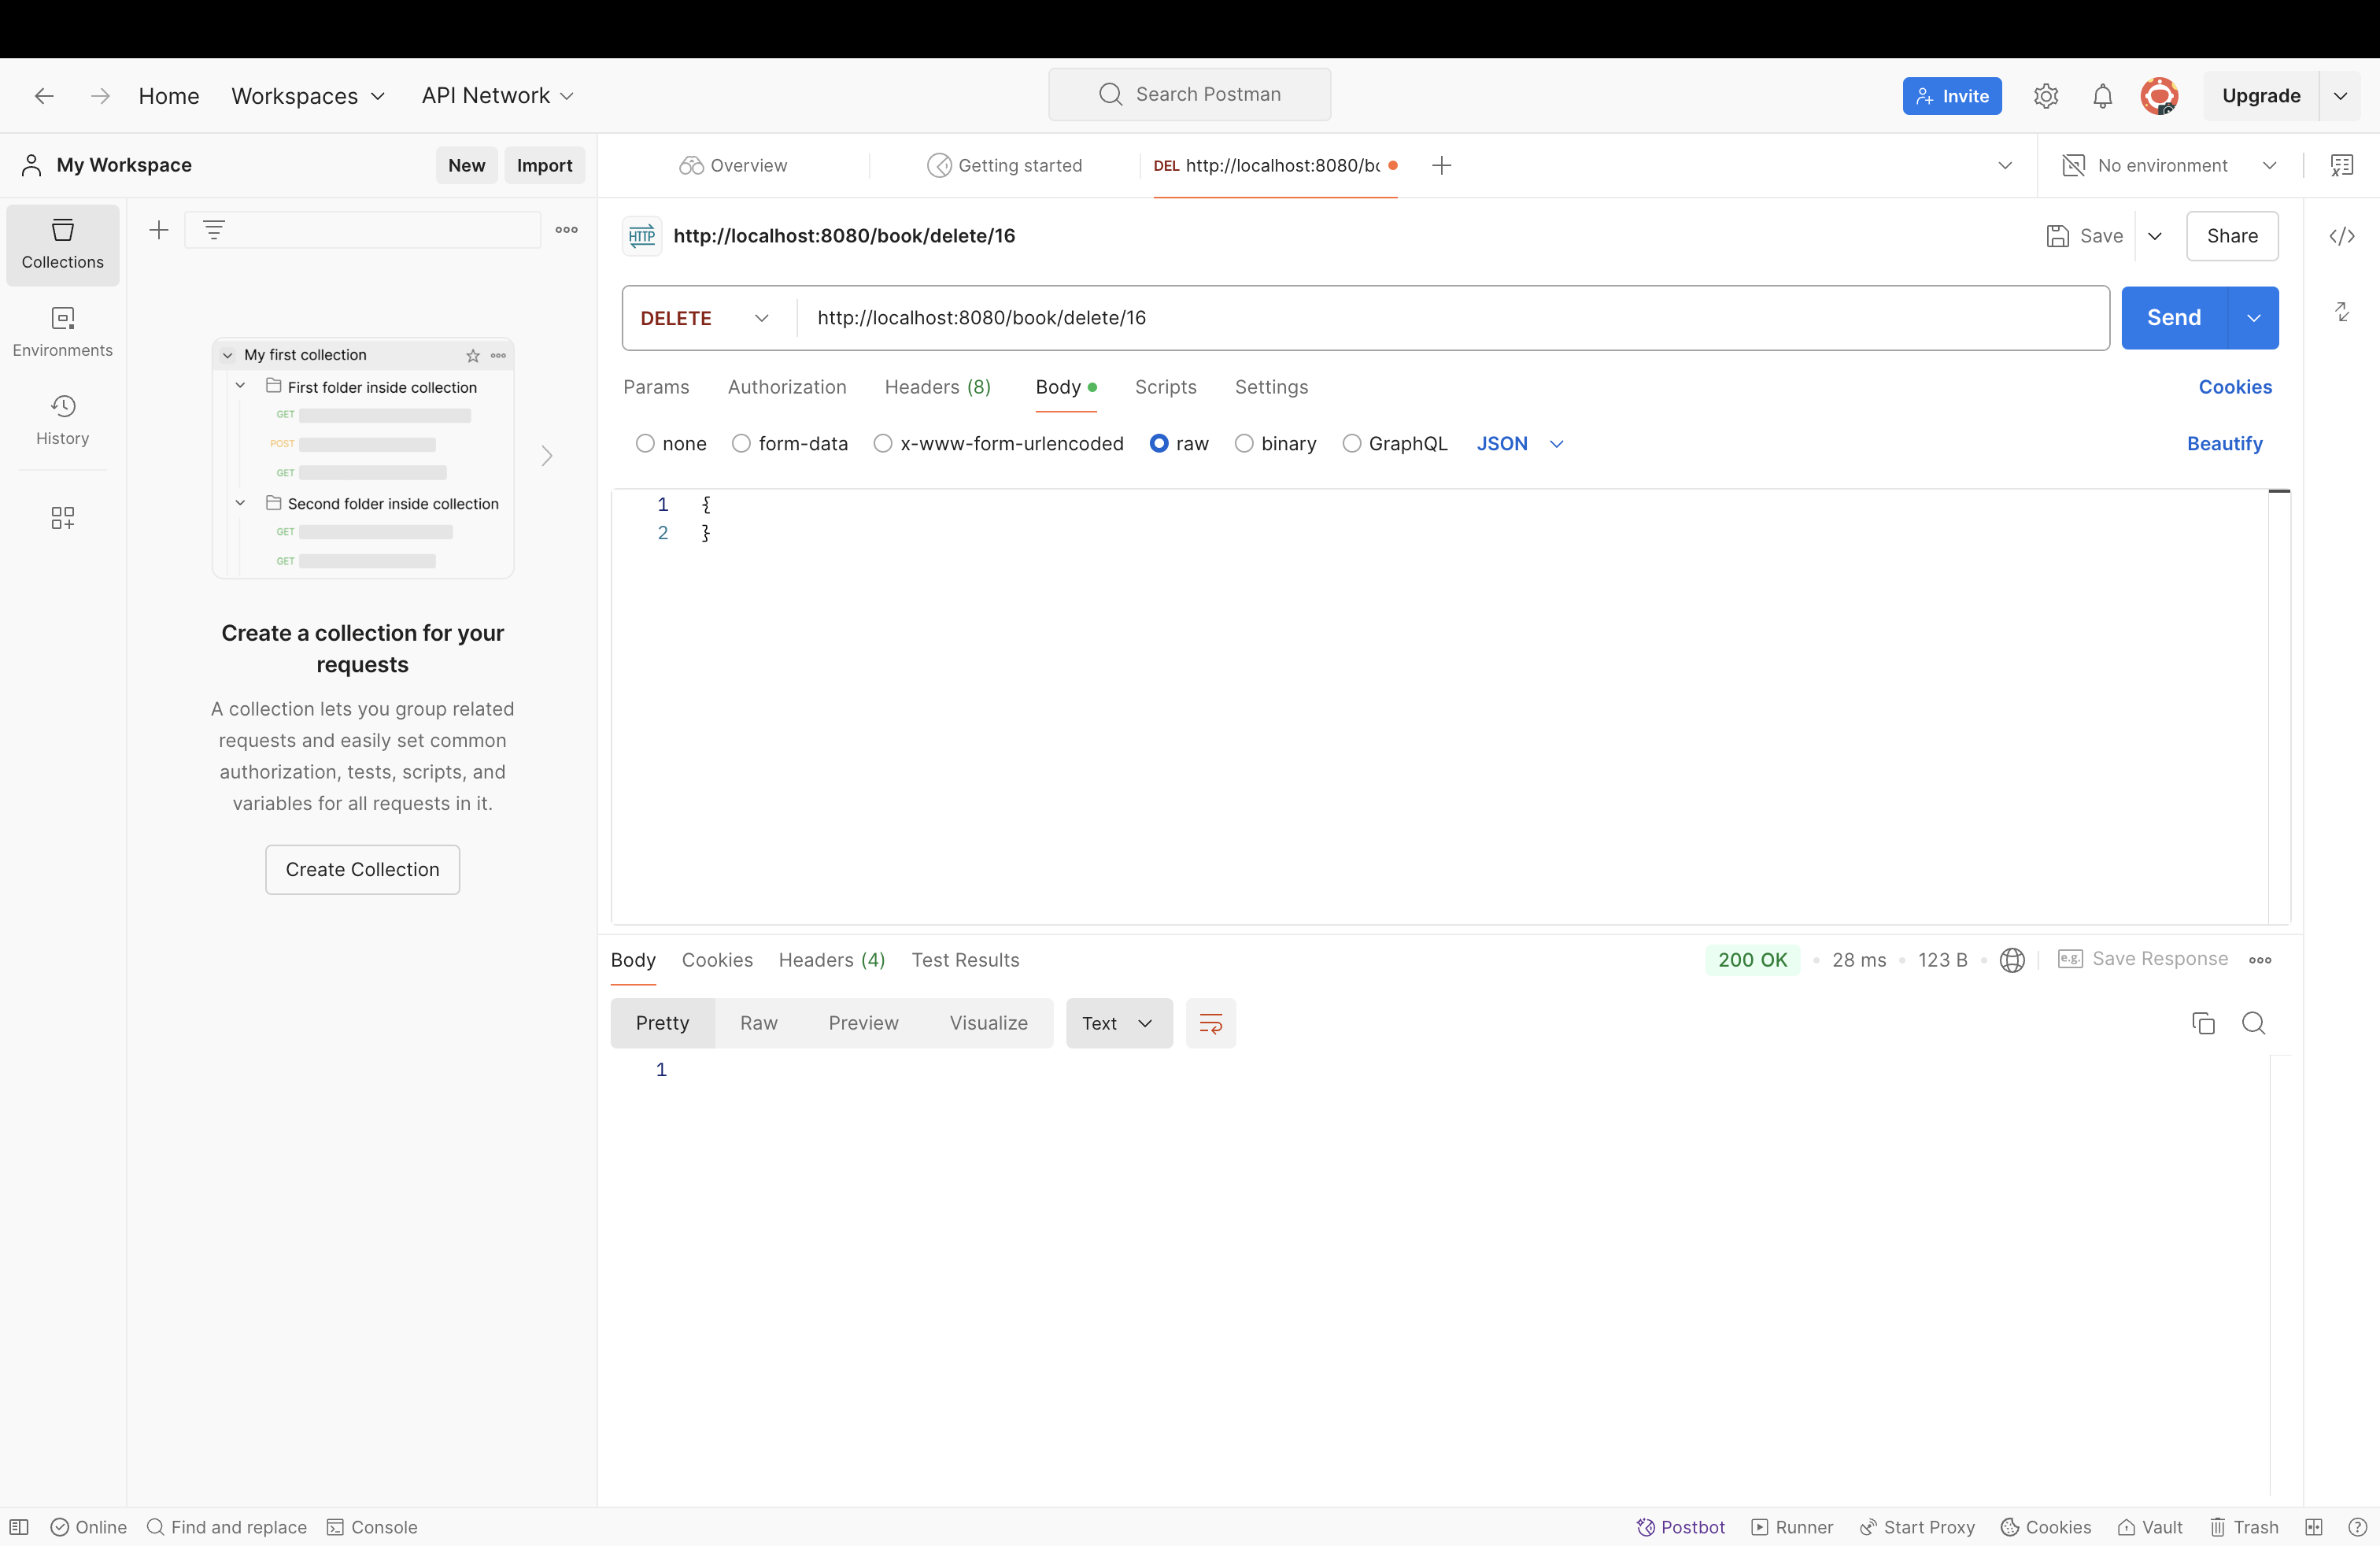 Home Workspaces API Network Search Postman Invite Upgrade
My Workspace New Import Overview Getting started DEL http://localhost:8080/bo No environment
Collections
Environments
History
My first collection
First folder inside collection
GET
POST
GET
Second folder inside collection
GET
GET
Create a collection for your
requests
A collection lets you group related
requests and easily set common
authorization, tests, scripts, and
variables for all requests in it.
Create Collection
HTTP http://localhost:8080/book/delete/16 Save Share
DELETE http://localhost:8080/book/delete/16 Send
Params Authorization Headers (8) Body Scripts Settings Cookies
none form-data x-www-form-urlencoded raw binary GraphQL JSON Beautify
1 {
2 }
Body Cookies Headers (4) Test Results 200 OK 28 ms 123 B e.g. Save Response
Pretty Raw Preview Visualize Text
1
Online Find and replace Console Postbot Runner Start Proxy Cookies Vault Trash